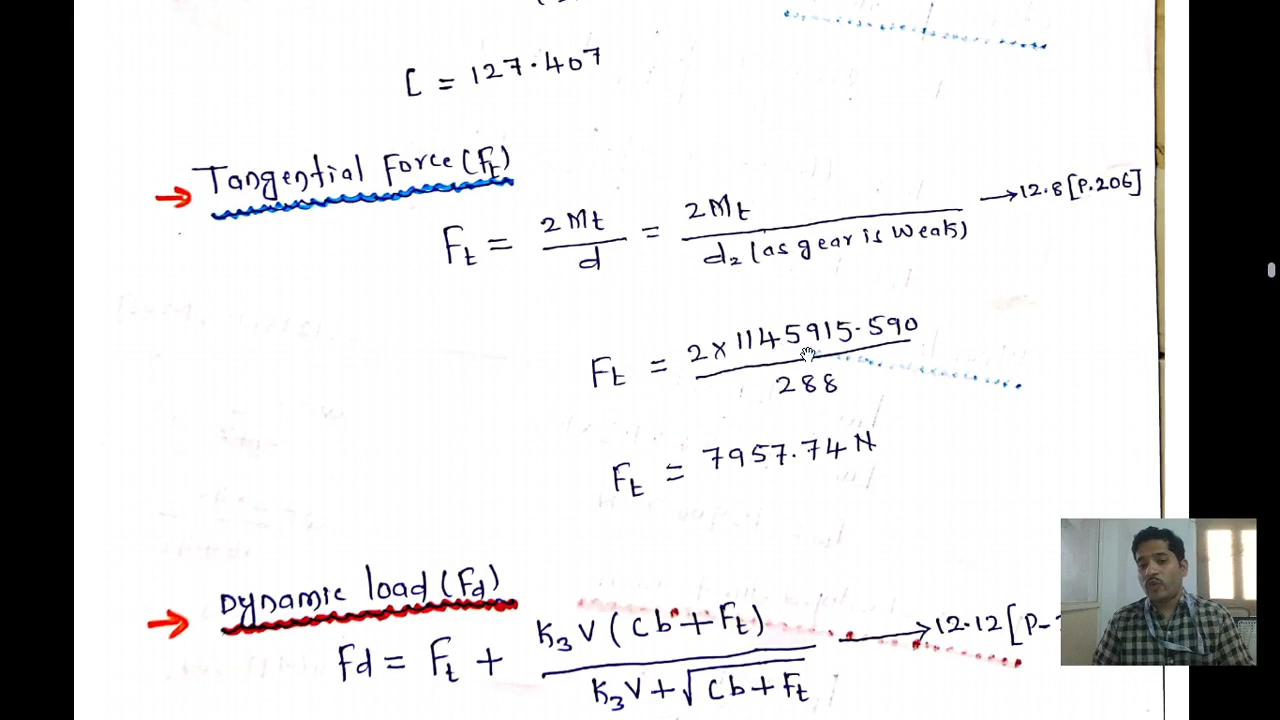 C = 127.407
→ Tangential Force (Ft)
Ft = 2Mt / d = 2Mt / d2 (as gear is weak) → 12.8 [P.206]
Ft = 2 × 1145915.590 / 288
Ft = 7957.74 N
→ Dynamic load (Fd)
Fd = Ft + K3V (Cb + Ft) / K3V + √Cb + Ft → 12.12 [P-